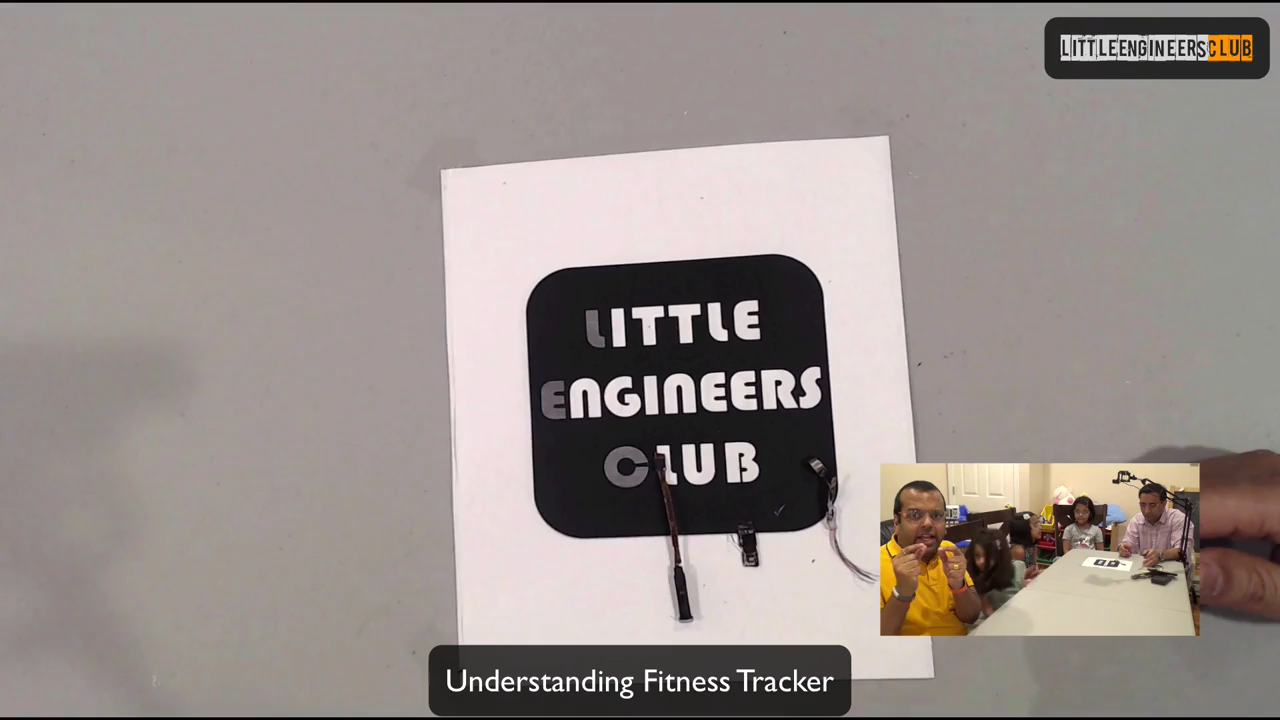 LITTLEENGINEERSCLUB
LITTLE
ENGINEERS
CLUB
Understanding Fitness Tracker